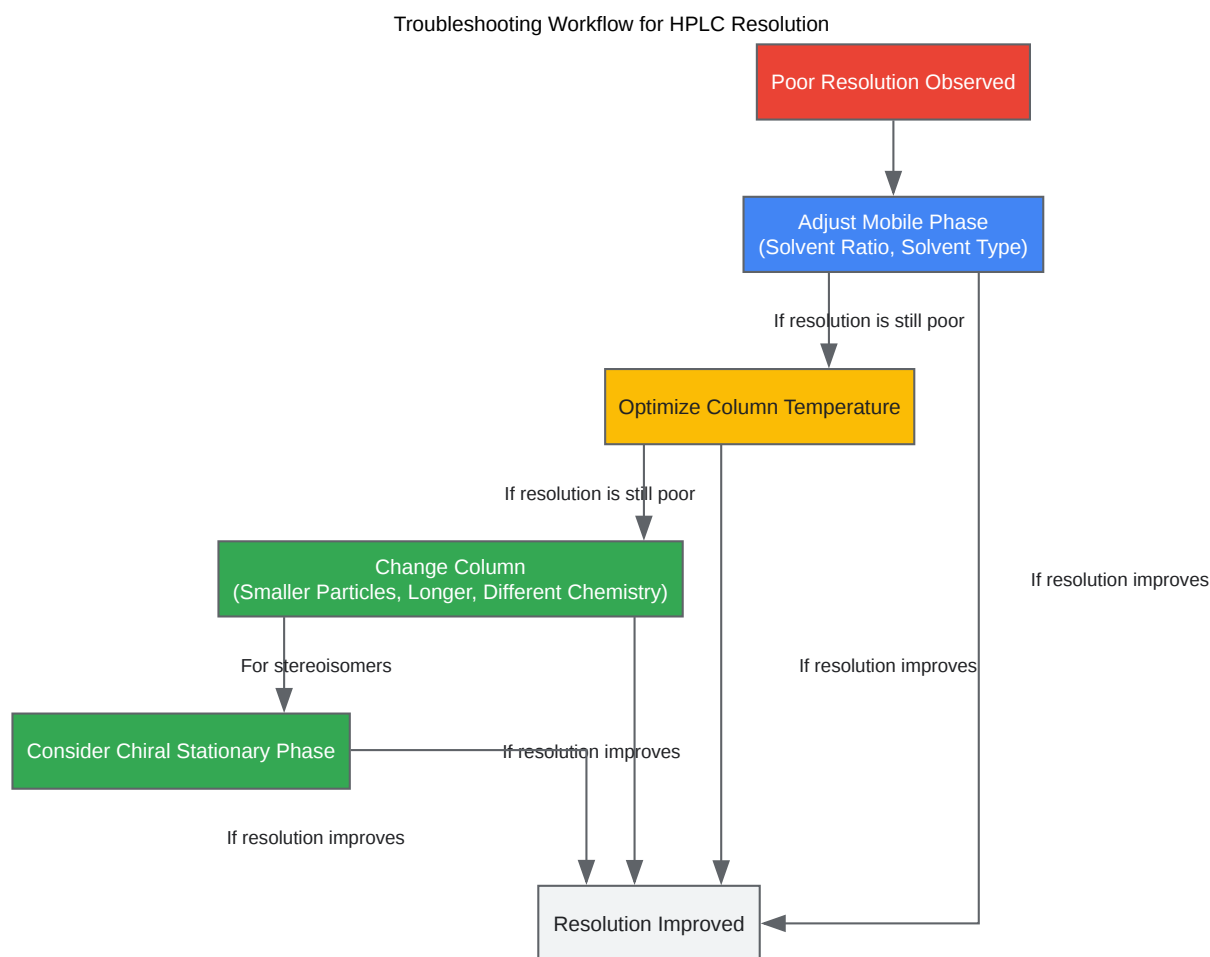 Troubleshooting Workflow for HPLC Resolution
Poor Resolution Observed
Adjust Mobile Phase
(Solvent Ratio, Solvent Type)
If resolution is still poor
Optimize Column Temperature
If resolution is still poor
Change Column
(Smaller Particles, Longer, Different Chemistry)
If resolution improves
For stereoisomers
If resolution improves
Consider Chiral Stationary Phase
If resolution improves
If resolution improves
Resolution Improved